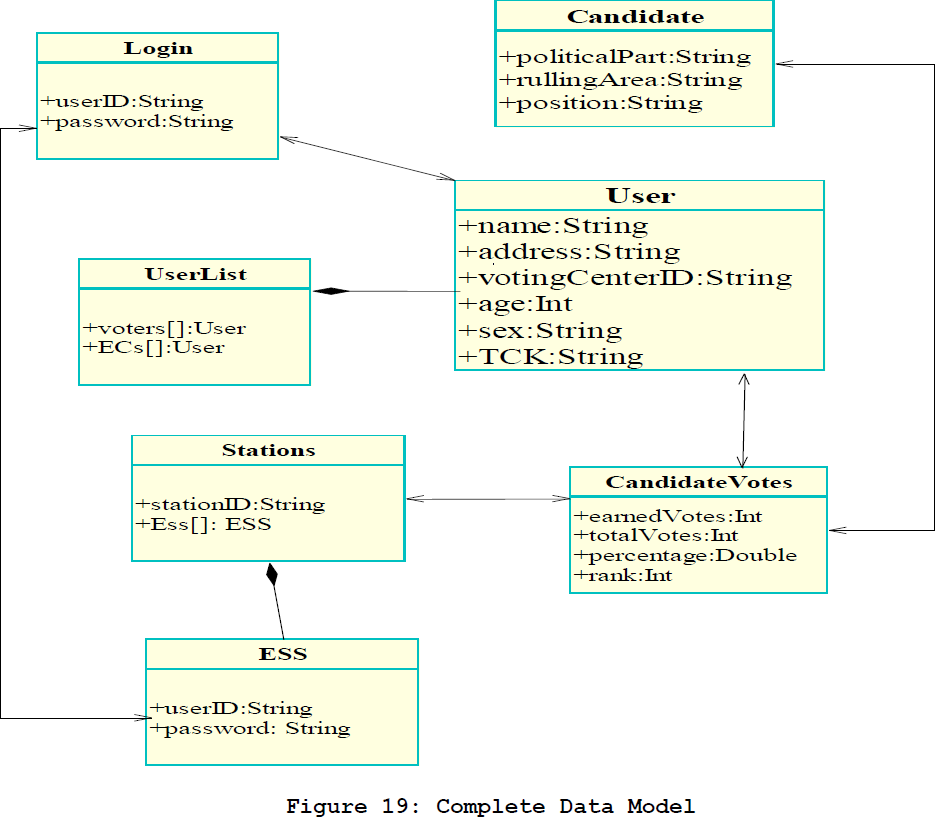 Login
+userID:String
+password:String
Candidate
+politicalPart:String
+rullingArea:String
+position:String
User
+name:String
+address:String
+votingCenterID:String
+age:Int
+sex:String
+TCK:String
UserList
+voters[]:User
+ECs[]:User
Stations
+stationID:String
+Ess[]: ESS
CandidateVotes
+earnedVotes:Int
+totalVotes:Int
+percentage:Double
+rank:Int
ESS
+userID:String
+password: String
Figure 19: Complete Data Model